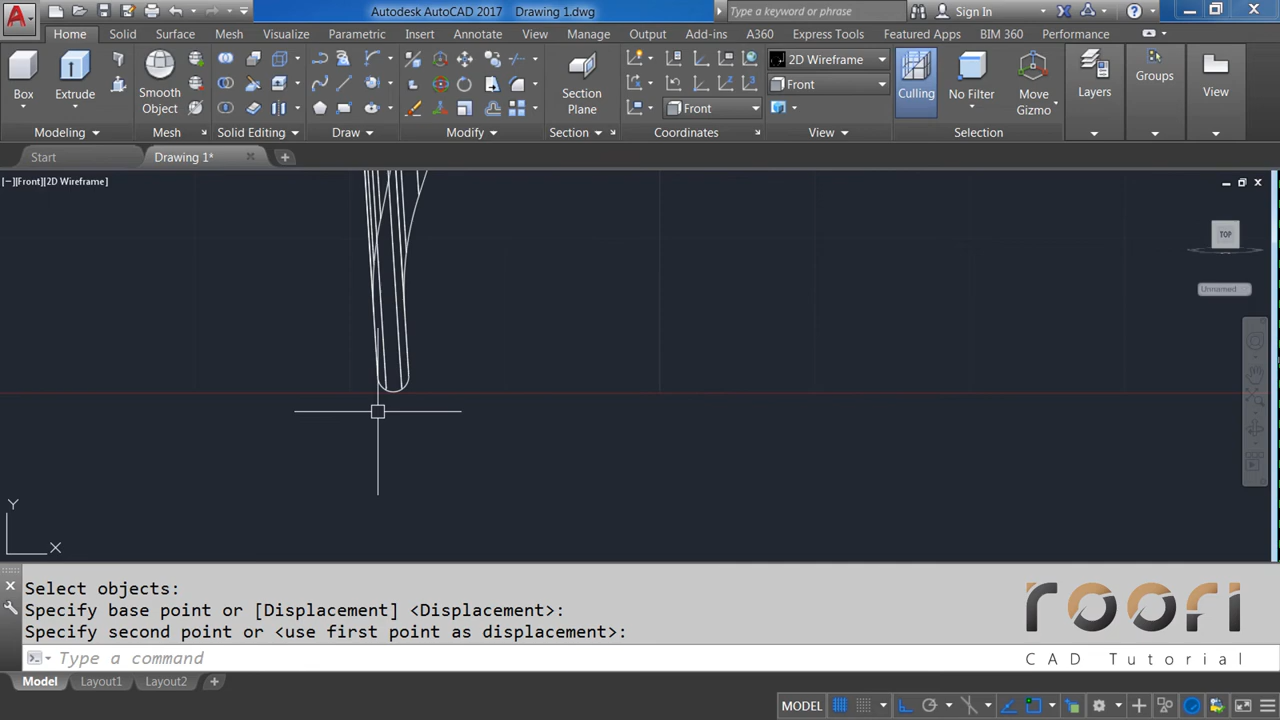 Autodesk AutoCAD 2017 Drawing 1.dwg
Type a keyword or phrase
Sign In
Home Solid Surface Mesh Visualize Parametric Insert Annotate View Manage Output Add-ins A360 Express Tools Featured Apps BIM 360 Performance
Box
Extrude
Smooth
Object
Section
Plane
2D Wireframe
Front
Front
Culling
No Filter
Move
Gizmo
Layers
Groups
View
Modeling Mesh Solid Editing Draw Modify Section Coordinates View Selection
Start
Drawing 1*
[−][Front][2D Wireframe]
TOP
Unnamed
Y
X
Select objects:
Specify base point or [Displacement] <Displacement>:
Specify second point or <use first point as displacement>:
Type a command
roori
CAD Tutorial
Model Layout1 Layout2
MODEL